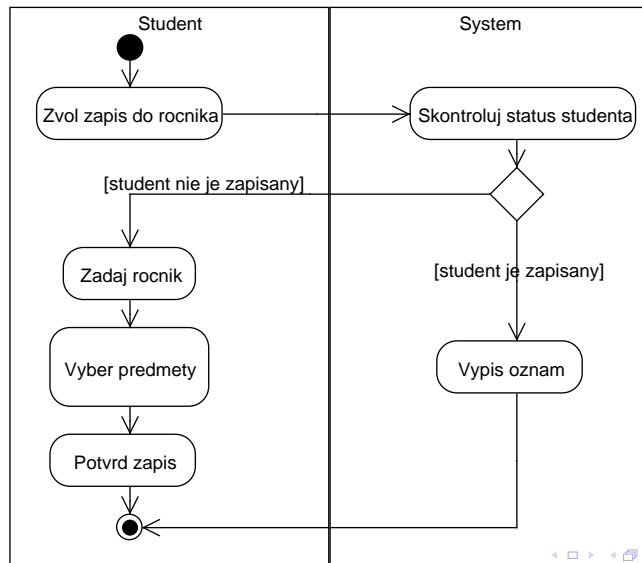 Student
System
Zvol zapis do rocnika
Skontroluj status studenta
[student nie je zapisany]
Zadaj rocnik
[student je zapisany]
Vyber predmety
Vypis oznam
Potvrd zapis